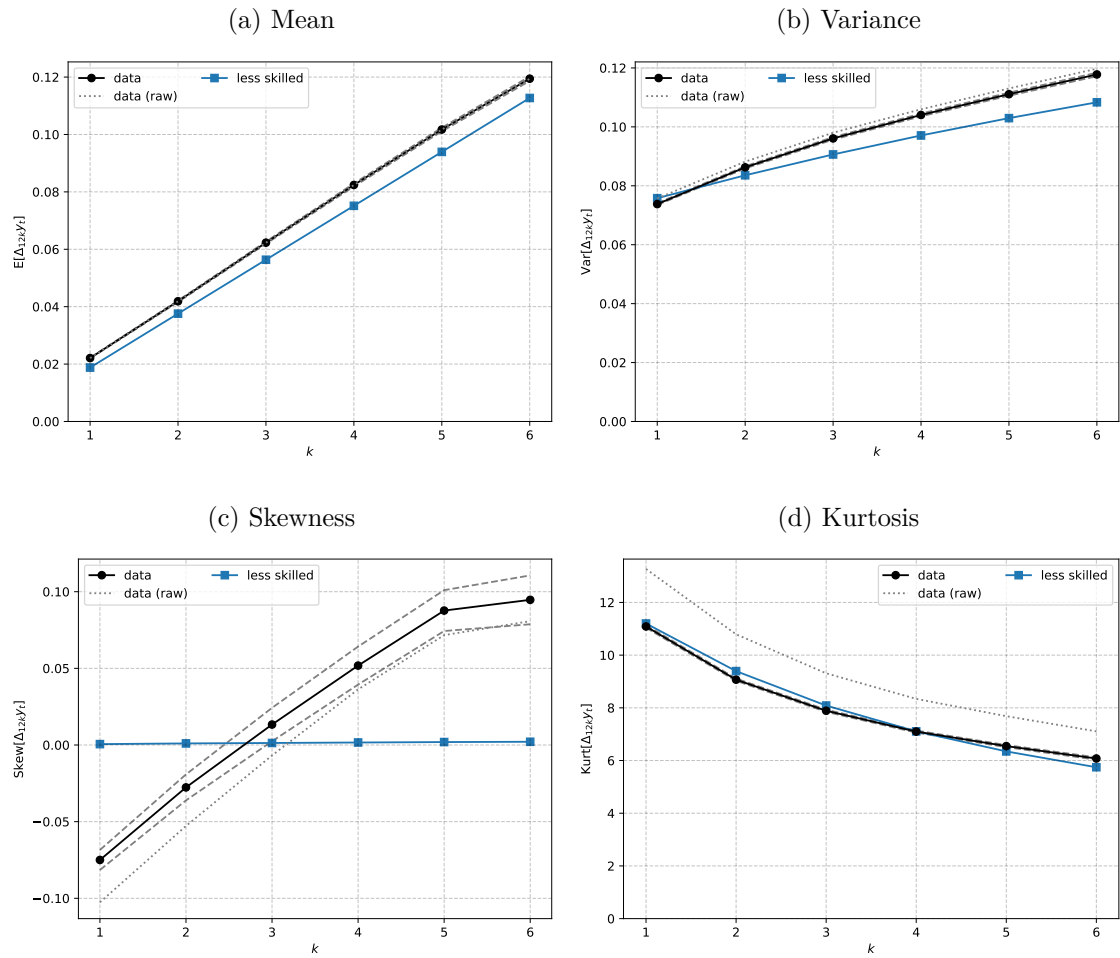 (a) Mean
data
less skilled
data (raw)
0.12
0.10
0.08
0.06
0.04
0.02
0.00
E[Δ₁₂ₖyₜ]
1 2 3 4 5 6
k
(b) Variance
data
less skilled
data (raw)
0.12
0.10
0.08
0.06
0.04
0.02
0.00
Var[Δ₁₂ₖyₜ]
1 2 3 4 5 6
k
(c) Skewness
data
less skilled
data (raw)
0.10
0.05
0.00
−0.05
−0.10
Skew[Δ₁₂ₖyₜ]
1 2 3 4 5 6
k
(d) Kurtosis
data
less skilled
data (raw)
12
10
8
6
4
2
0
Kurt[Δ₁₂ₖyₜ]
1 2 3 4 5 6
k